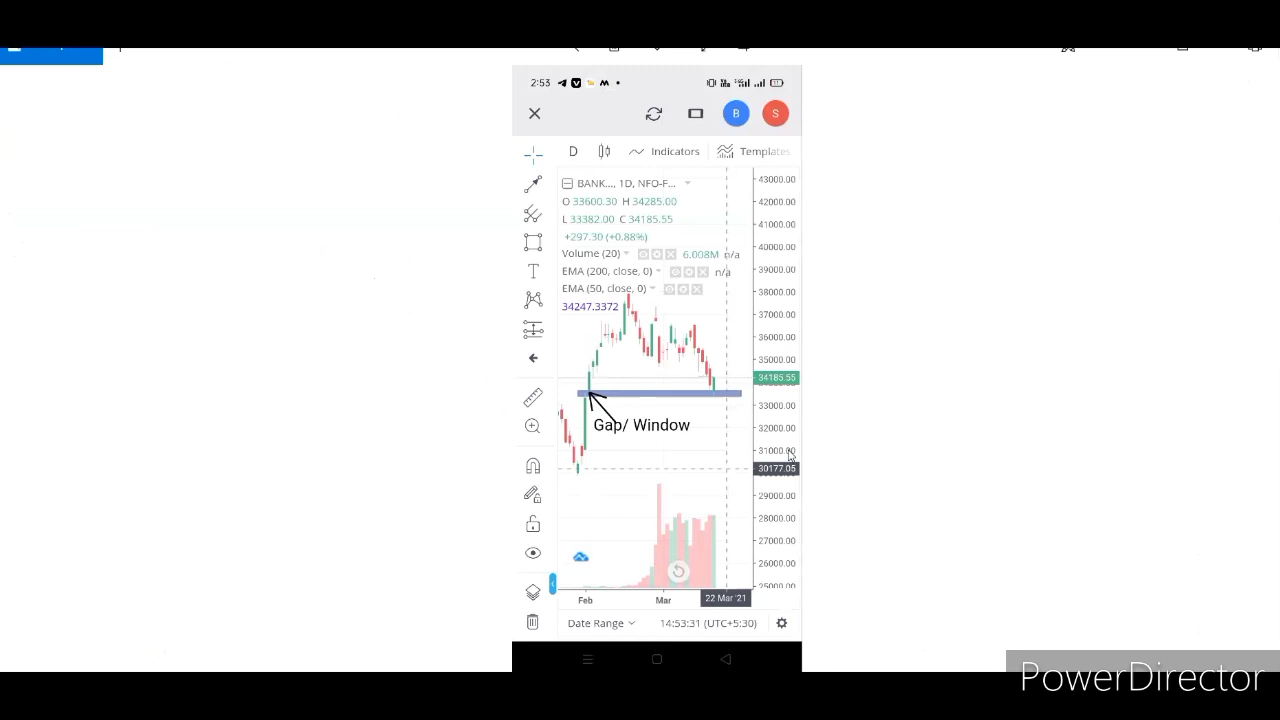 2:53
B
S
D
Indicators
Templates
BANK..., 1D, NFO-F...
O 33600.30 H 34285.00
L 33382.00 C 34185.55
+297.30 (+0.88%)
Volume (20)
6.008M n/a
EMA (200, close, 0)
n/a
EMA (50, close, 0)
34247.3372
43000.00
42000.00
41000.00
40000.00
39000.00
38000.00
37000.00
36000.00
35000.00
34185.55
33000.00
32000.00
31000.00
30177.05
29000.00
28000.00
27000.00
26000.00
25000.00
Gap/ Window
Feb
Mar
22 Mar '21
Date Range
14:53:31 (UTC+5:30)
PowerDirector